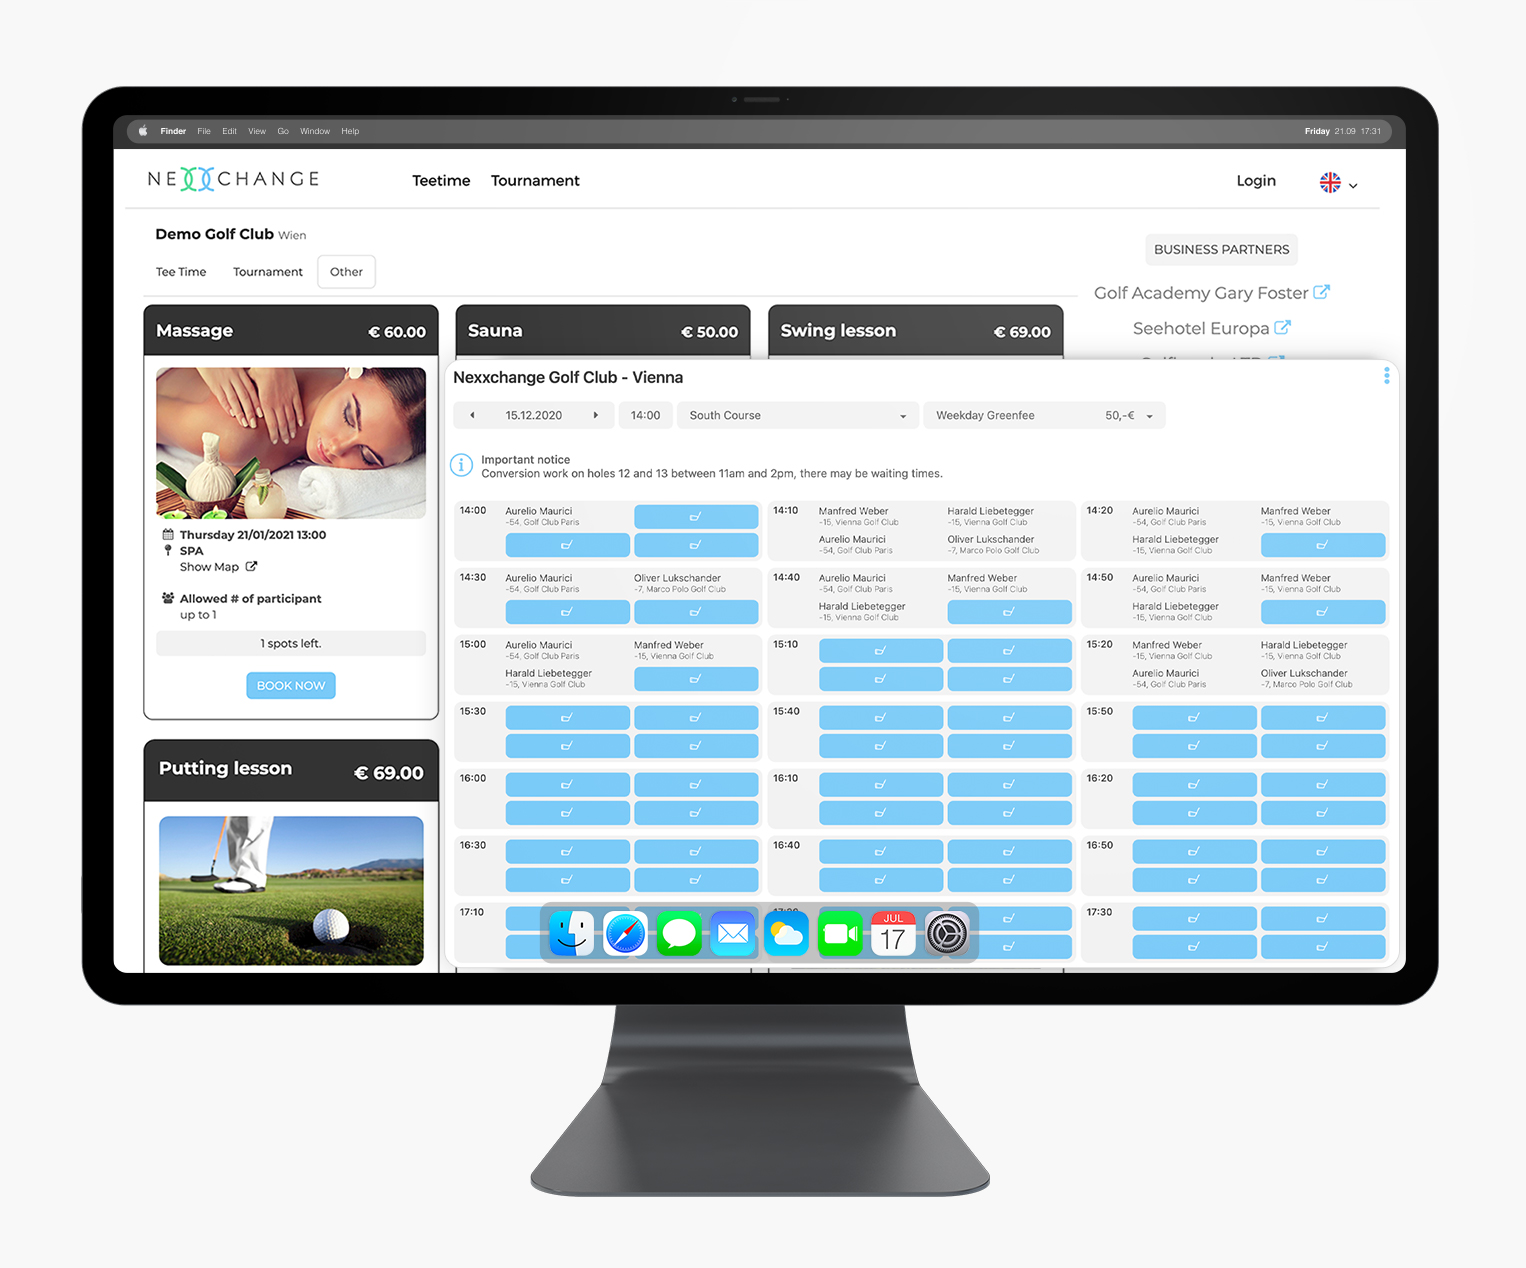 Finder File Edit View Go Window Help
Friday 21.09 17:31
NEXXCHANGE
Teetime Tournament
Login
Demo Golf Club Wien
Tee Time Tournament Other
BUSINESS PARTNERS
Golf Academy Gary Foster
Seehotel Europa
Massage € 60.00
Thursday 21/01/2021 13:00
SPA
Show Map
Allowed # of participant
up to 1
1 spots left.
BOOK NOW
Putting lesson € 69.00
Sauna € 50.00
Swing lesson € 69.00
Nexxchange Golf Club - Vienna
15.12.2020 14:00 South Course Weekday Greenfee 50,-€
Important notice
Conversion work on holes 12 and 13 between 11am and 2pm, there may be waiting times.
14:00 Aurelio Maurici
-54, Golf Club Paris
14:10 Manfred Weber Harald Liebetegger
-15, Vienna Golf Club -15, Vienna Golf Club
Aurelio Maurici Oliver Lukschander
-54, Golf Club Paris -7, Marco Polo Golf Club
14:20 Aurelio Maurici Manfred Weber
-54, Golf Club Paris -15, Vienna Golf Club
Harald Liebetegger
-15, Vienna Golf Club
14:30 Aurelio Maurici Oliver Lukschander
-54, Golf Club Paris -7, Marco Polo Golf Club
14:40 Aurelio Maurici Manfred Weber
-54, Golf Club Paris -15, Vienna Golf Club
Harald Liebetegger
-15, Vienna Golf Club
14:50 Aurelio Maurici Manfred Weber
-54, Golf Club Paris -15, Vienna Golf Club
Harald Liebetegger
-15, Vienna Golf Club
15:00 Aurelio Maurici Manfred Weber
-54, Golf Club Paris -15, Vienna Golf Club
Harald Liebetegger
-15, Vienna Golf Club
15:10
15:20 Manfred Weber Harald Liebetegger
-15, Vienna Golf Club -15, Vienna Golf Club
Aurelio Maurici Oliver Lukschander
-54, Golf Club Paris -7, Marco Polo Golf Club
15:30 15:40 15:50
16:00 16:10 16:20
16:30 16:40 16:50
17:10 17:30
JUL
17